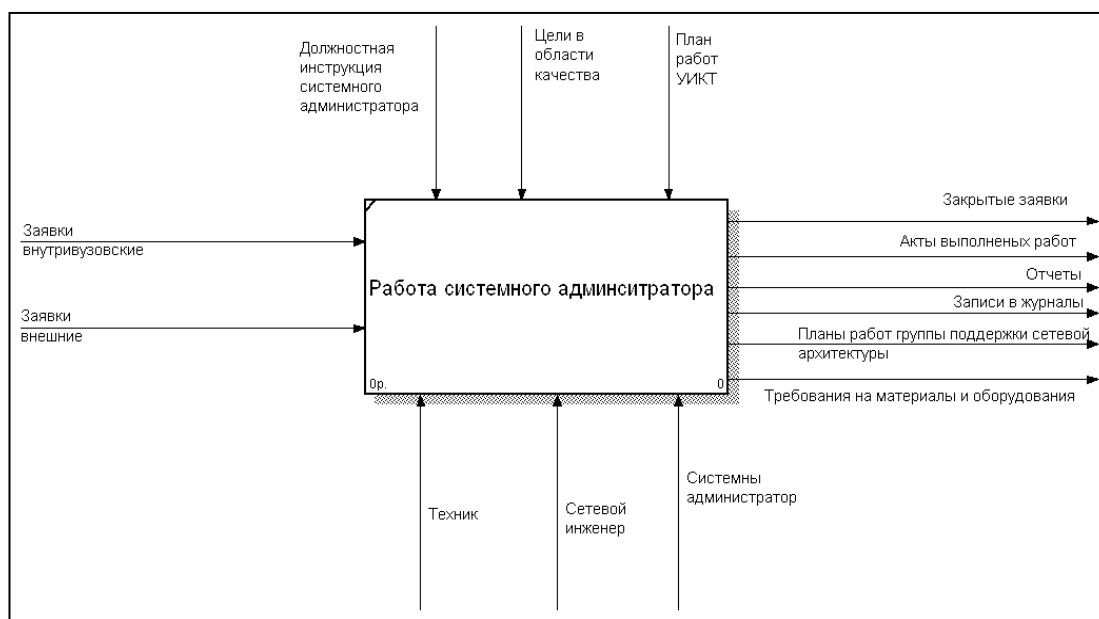 Должностная
инструкция
системного
администратора
Цели в
области
качества
План
работ
УИКТ
Заявки
внутривузовские
Заявки
внешние
Работа системного админситратора
0р.
0
Закрытые заявки
Акты выполненых работ
Отчеты
Записи в журналы
Планы работ группы поддержки сетевой
архитектуры
Требования на материалы и оборудования
Техник
Сетевой
инженер
Системны
администратор